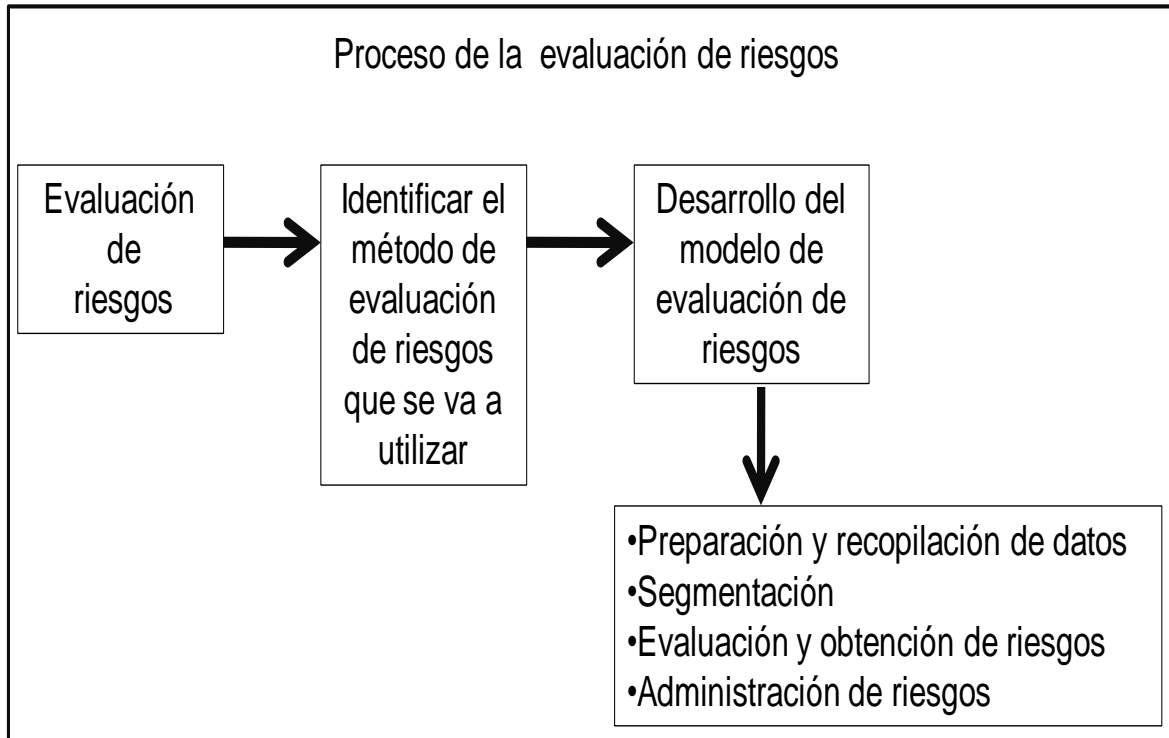 Proceso de la evaluación de riesgos
Evaluación
de
riesgos
Identificar el
método de
evaluación
de riesgos
que se va a
utilizar
Desarrollo del
modelo de
evaluación de
riesgos
•Preparación y recopilación de datos
•Segmentación
•Evaluación y obtención de riesgos
•Administración de riesgos